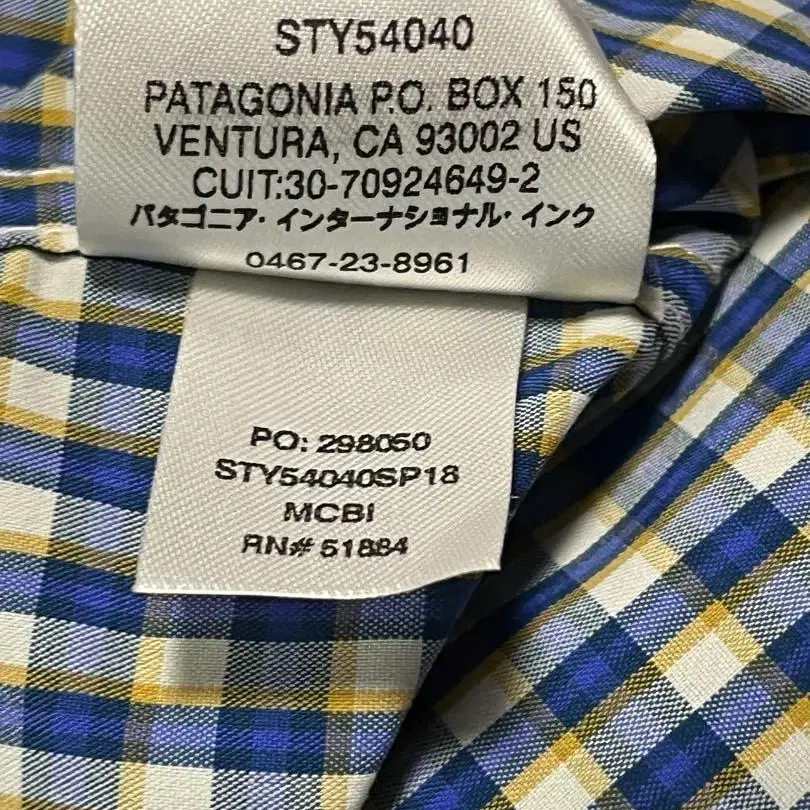 STY54040
PATAGONIA P.O. BOX 150
VENTURA, CA 93002 US
CUIT:30-70924649-2
パタゴニア・インターナショナル・インク
0467-23-8961
PO: 298050
STY54040SP18
MCBI
RN# 51884